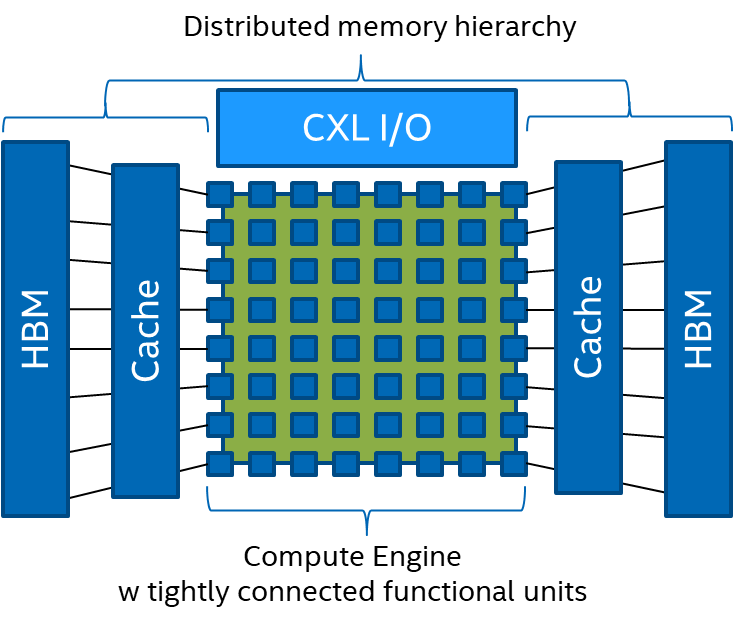 Distributed memory hierarchy
CXL I/O
HBM
Cache
Cache
HBM
Compute Engine
w tightly connected functional units